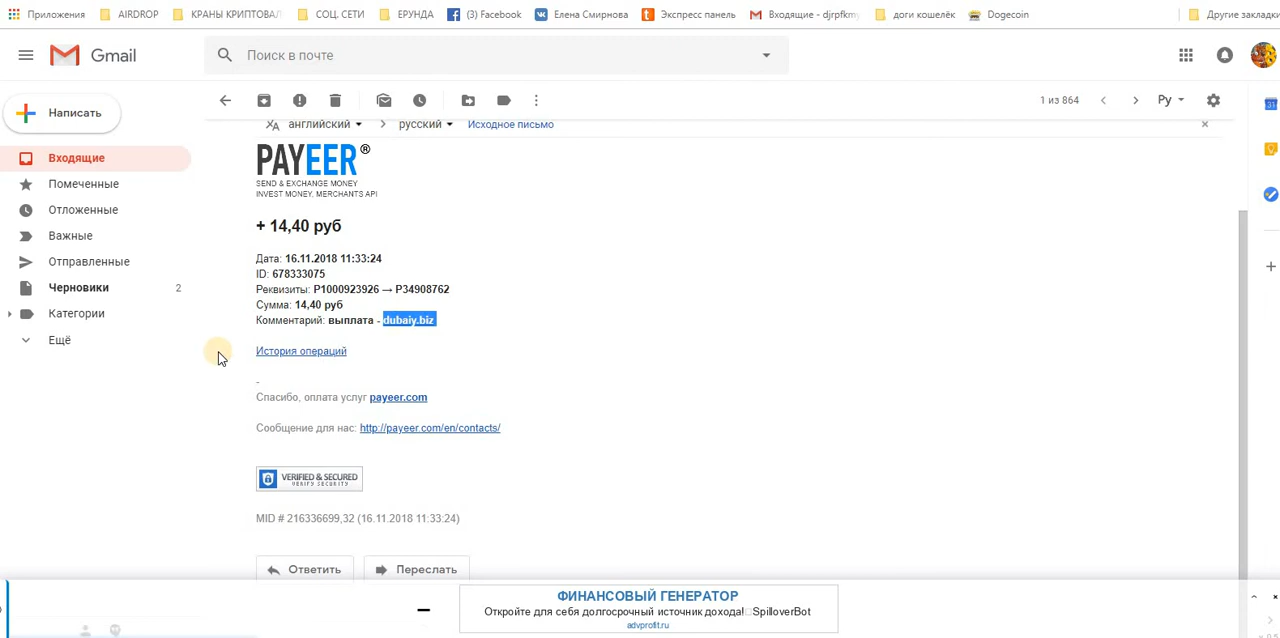 Приложения AIRDROP КРАНЫ КРИПТОВАЛ СОЦ. СЕТИ ЕРУНДА (3) Facebook Елена Смирнова Экспресс панель Входящие - djrpfkmy доги кошелёк Dogecoin Другие закладки
Gmail
Поиск в почте
Написать
1 из 864
Ру
Входящие
Помеченные
Отложенные
Важные
Отправленные
Черновики 2
Категории
Ещё
английский > русский Исходное письмо
PAYEER®
SEND & EXCHANGE MONEY
INVEST MONEY. MERCHANTS API
+ 14,40 руб
Дата: 16.11.2018 11:33:24
ID: 678333075
Реквизиты: P1000923926 → P34908762
Сумма: 14,40 руб
Комментарий: выплата - dubaiy.biz
История операций
-
Спасибо, оплата услуг payeer.com
Сообщение для нас: http://payeer.com/en/contacts/
VERIFIED & SECURED
VERIFY SECURITY
MID # 216336699,32 (16.11.2018 11:33:24)
Ответить Переслать
ФИНАНСОВЫЙ ГЕНЕРАТОР
Откройте для себя долгосрочный источник дохода! SpilloverBot
advprofit.ru